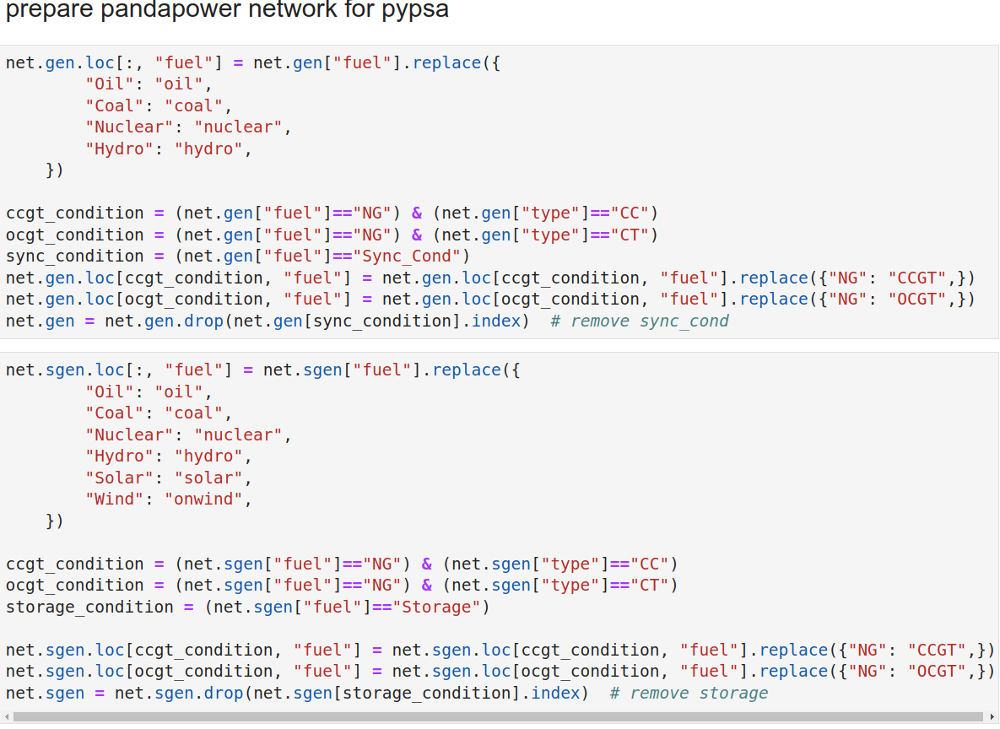 prepare pandapower network for pypsa
net.gen.loc[:, "fuel"] = net.gen["fuel"].replace({
        "Oil": "oil",
        "Coal": "coal",
        "Nuclear": "nuclear",
        "Hydro": "hydro",
    })
ccgt_condition = (net.gen["fuel"]=="NG") & (net.gen["type"]=="CC")
ocgt_condition = (net.gen["fuel"]=="NG") & (net.gen["type"]=="CT")
sync_condition = (net.gen["fuel"]=="Sync_Cond")
net.gen.loc[ccgt_condition, "fuel"] = net.gen.loc[ccgt_condition, "fuel"].replace({"NG": "CCGT",})
net.gen.loc[ocgt_condition, "fuel"] = net.gen.loc[ocgt_condition, "fuel"].replace({"NG": "OCGT",})
net.gen = net.gen.drop(net.gen[sync_condition].index)  # remove sync_cond
net.sgen.loc[:, "fuel"] = net.sgen["fuel"].replace({
        "Oil": "oil",
        "Coal": "coal",
        "Nuclear": "nuclear",
        "Hydro": "hydro",
        "Solar": "solar",
        "Wind": "onwind",
    })
ccgt_condition = (net.sgen["fuel"]=="NG") & (net.sgen["type"]=="CC")
ocgt_condition = (net.sgen["fuel"]=="NG") & (net.sgen["type"]=="CT")
storage_condition = (net.sgen["fuel"]=="Storage")
net.sgen.loc[ccgt_condition, "fuel"] = net.sgen.loc[ccgt_condition, "fuel"].replace({"NG": "CCGT",})
net.sgen.loc[ocgt_condition, "fuel"] = net.sgen.loc[ocgt_condition, "fuel"].replace({"NG": "OCGT",})
net.sgen = net.sgen.drop(net.sgen[storage_condition].index)  # remove storage